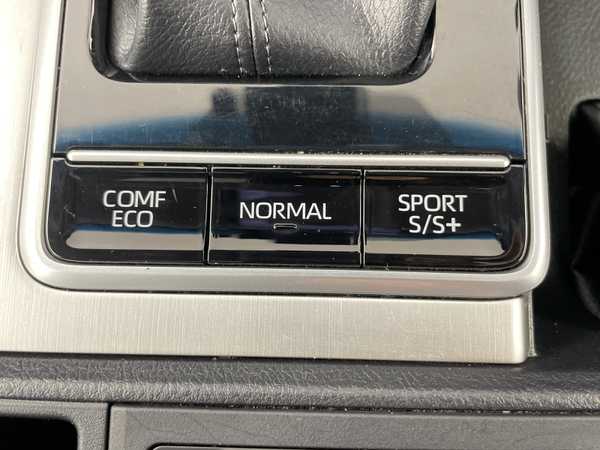 COMF
ECO
NORMAL
SPORT
S/S+